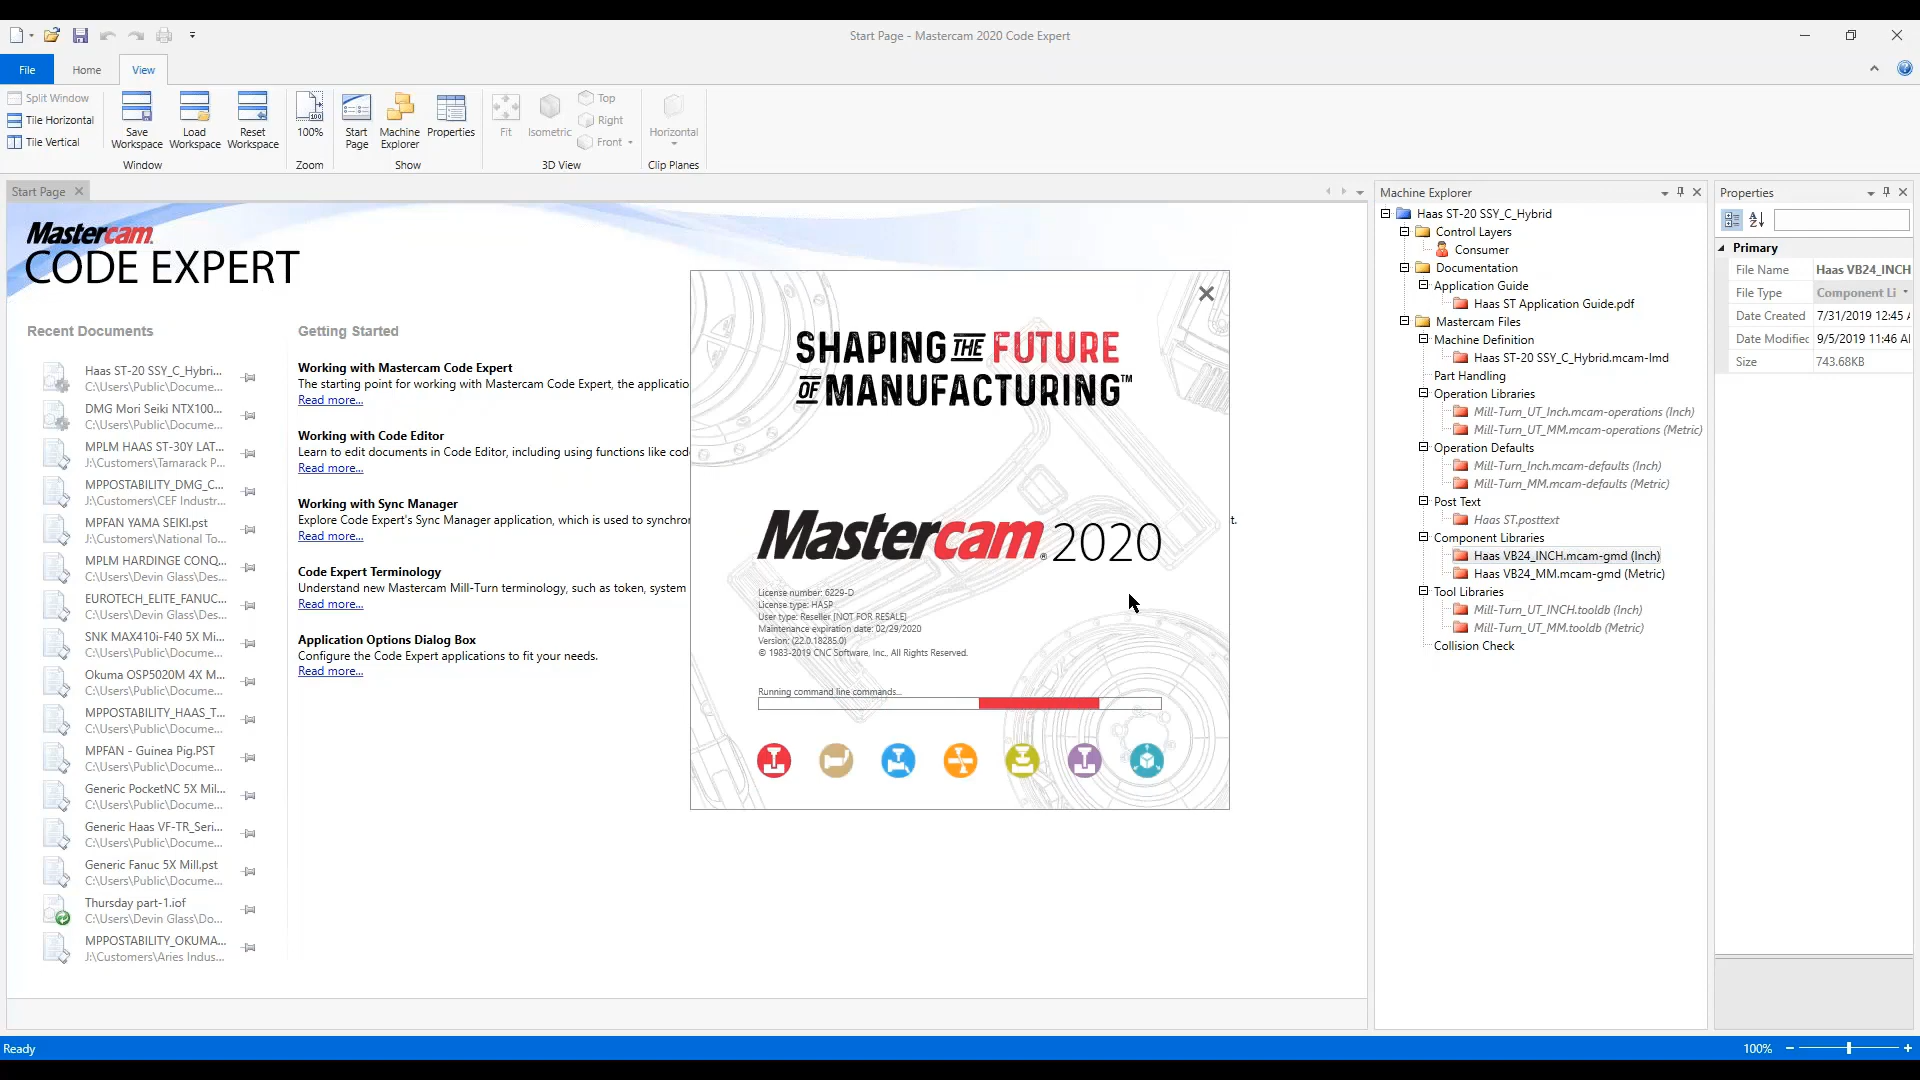 Start Page - Mastercam 2020 Code Expert
File
Home
View
Split Window
Tile Horizontal
Tile Vertical
Save Workspace
Load Workspace
Reset Workspace
Window
100%
Zoom
Start Page
Machine Explorer
Properties
Show
Fit
Isometric
Top
Right
Front
3D View
Horizontal
Clip Planes
Start Page
Mastercam.
CODE EXPERT
Recent Documents
Haas ST-20 SSY_C_Hybri...
C:\Users\Public\Docume...
DMG Mori Seiki NTX100...
C:\Users\Public\Docume...
MPLM HAAS ST-30Y LAT...
J:\Customers\Tamarack P...
MPPOSTABILITY_DMG_C...
J:\Customers\CEF Industr...
MPFAN YAMA SEIKI.pst
J:\Customers\National To...
MPLM HARDINGE CONQ...
C:\Users\Devin Glass\Des...
EUROTECH_ELITE_FANUC...
C:\Users\Devin Glass\Des...
SNK MAX410i-F40 5X Mi...
C:\Users\Public\Docume...
Okuma OSP5020M 4X M...
C:\Users\Public\Docume...
MPPOSTABILITY_HAAS_T...
C:\Users\Public\Docume...
MPFAN - Guinea Pig.PST
C:\Users\Public\Docume...
Generic PocketNC 5X Mil...
C:\Users\Public\Docume...
Generic Haas VF-TR_Seri...
C:\Users\Public\Docume...
Generic Fanuc 5X Mill.pst
C:\Users\Public\Docume...
Thursday part-1.iof
C:\Users\Devin Glass\Do...
MPPOSTABILITY_OKUMA...
J:\Customers\Aries Indus...
Getting Started
Working with Mastercam Code Expert
The starting point for working with Mastercam Code Expert, the applicatio
Read more...
Working with Code Editor
Learn to edit documents in Code Editor, including using functions like cod
Read more...
Working with Sync Manager
Explore Code Expert's Sync Manager application, which is used to synchror
t.
Read more...
Code Expert Terminology
Understand new Mastercam Mill-Turn terminology, such as token, system
Read more...
Application Options Dialog Box
Configure the Code Expert applications to fit your needs.
Read more...
SHAPING THE FUTURE
OF MANUFACTURING™
Mastercam® 2020
License number: 6229-D
License type: HASP
User type: Reseller [NOT FOR RESALE]
Maintenance expiration date: 02/29/2020
Version: (22.0.18285.0)
© 1983-2019 CNC Software, Inc., All Rights Reserved.
Running command line commands...
Machine Explorer
Haas ST-20 SSY_C_Hybrid
Control Layers
Consumer
Documentation
Application Guide
Haas ST Application Guide.pdf
Mastercam Files
Machine Definition
Haas ST-20 SSY_C_Hybrid.mcam-lmd
Part Handling
Operation Libraries
Mill-Turn_UT_Inch.mcam-operations (Inch)
Mill-Turn_UT_MM.mcam-operations (Metric)
Operation Defaults
Mill-Turn_Inch.mcam-defaults (Inch)
Mill-Turn_MM.mcam-defaults (Metric)
Post Text
Haas ST.posttext
Component Libraries
Haas VB24_INCH.mcam-gmd (Inch)
Haas VB24_MM.mcam-gmd (Metric)
Tool Libraries
Mill-Turn_UT_INCH.tooldb (Inch)
Mill-Turn_UT_MM.tooldb (Metric)
Collision Check
Properties
Primary
File Name Haas VB24_INCH
File Type Component Li
Date Created 7/31/2019 12:45
Date Modified 9/5/2019 11:46 A
Size 743.68KB
Ready
100%